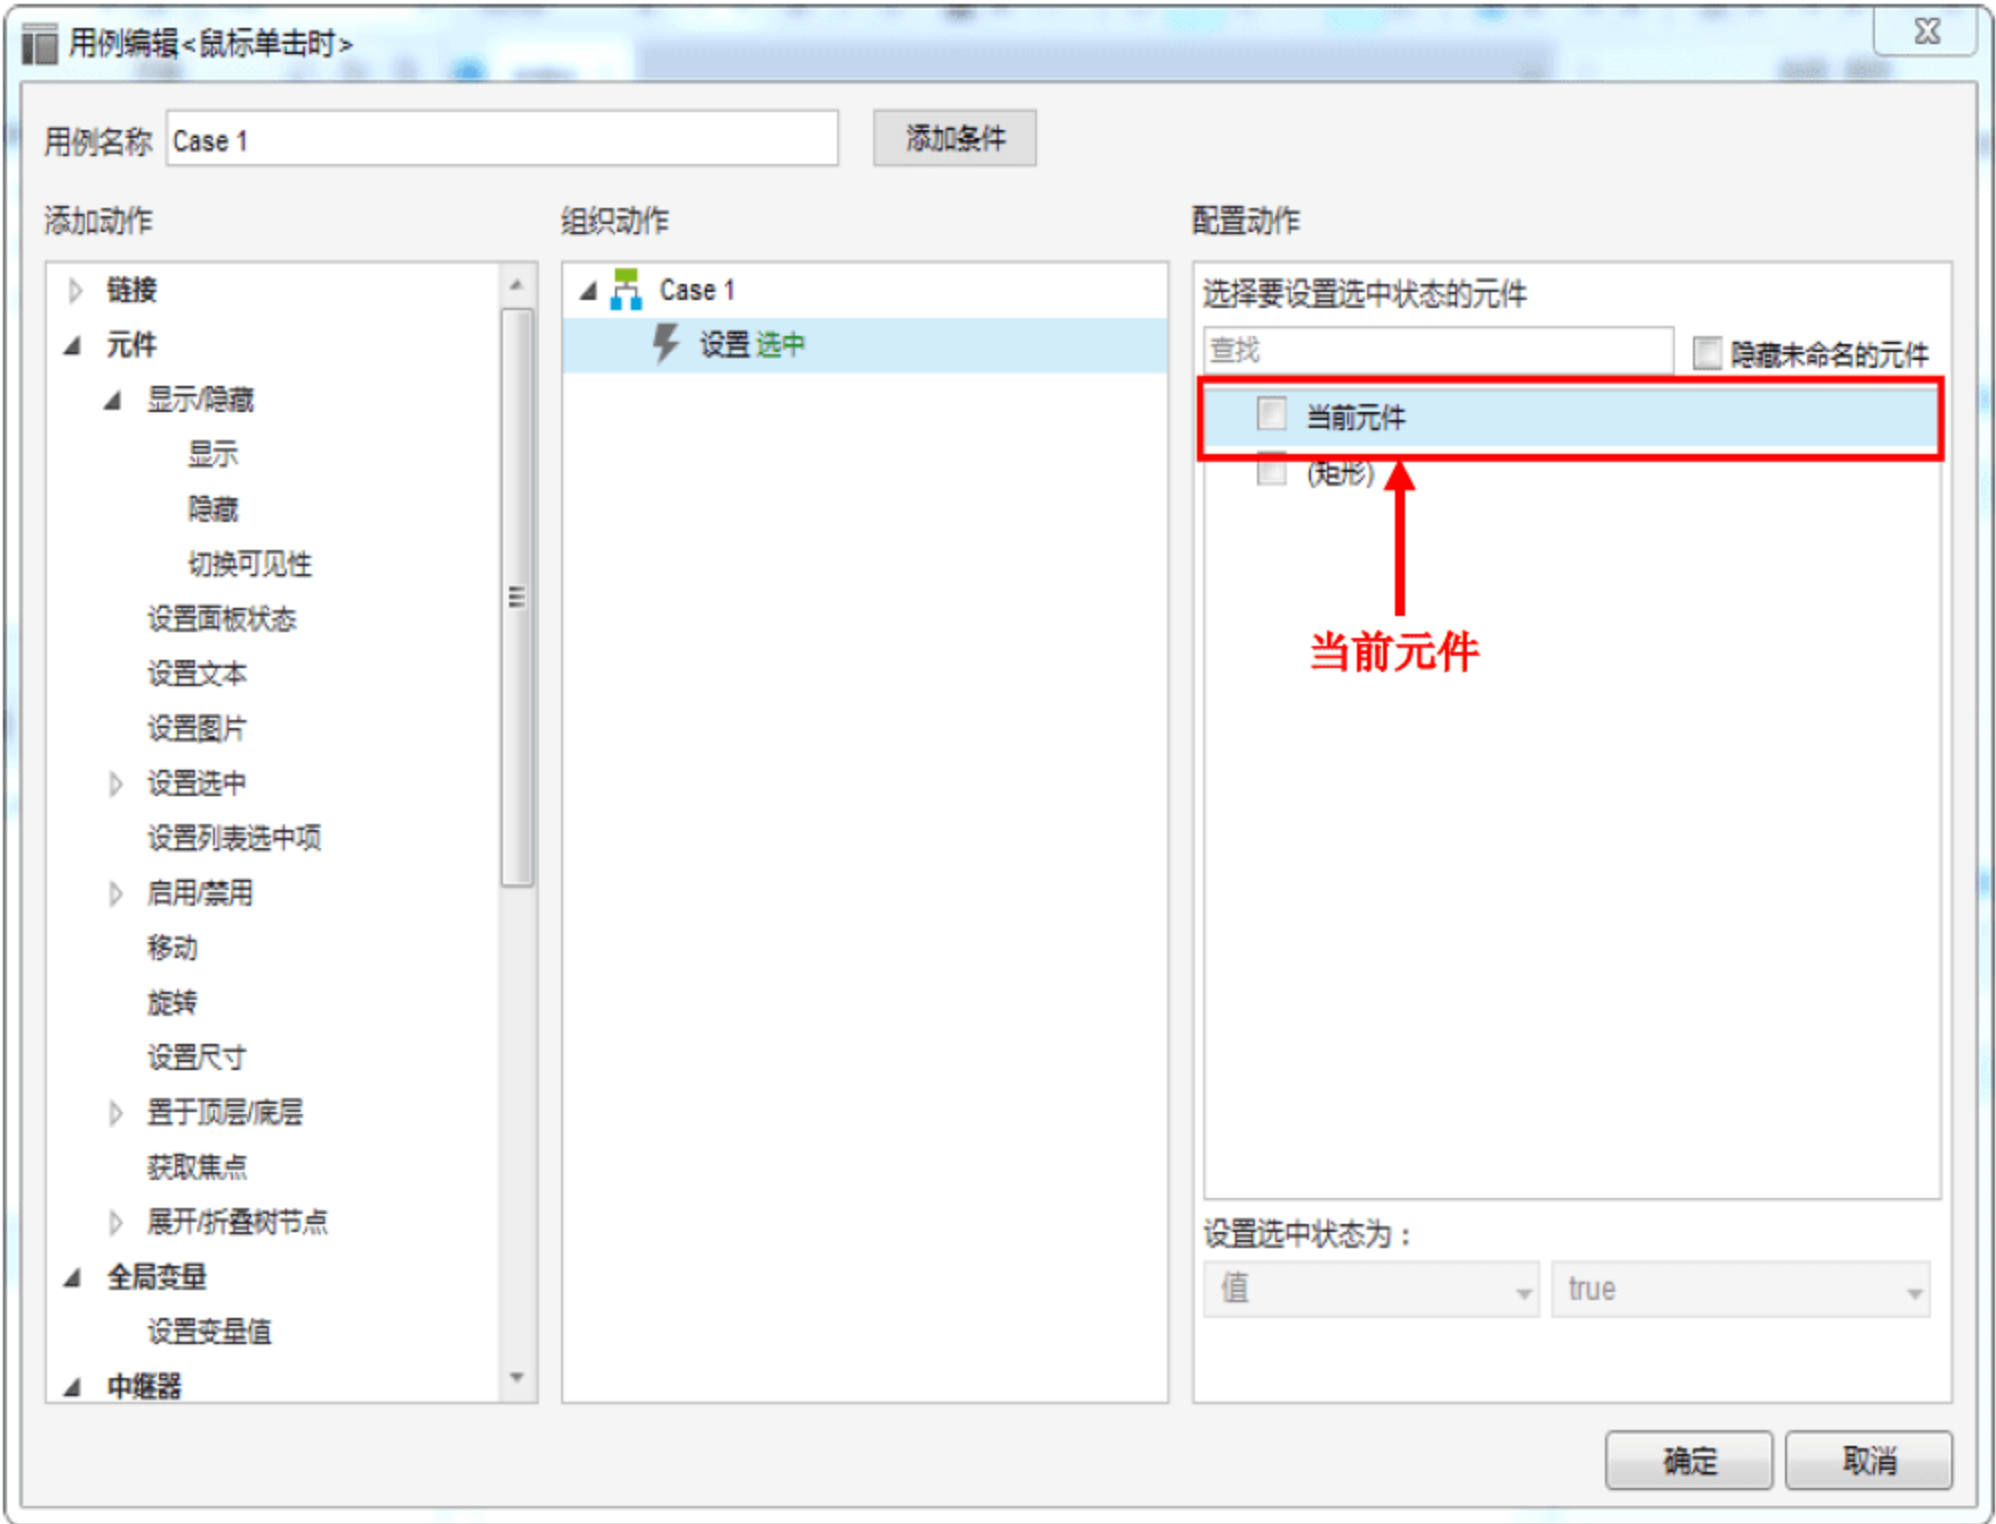 用例编辑<鼠标单击时>
用例名称 Case 1 添加条件
添加动作
链接
元件
显示/隐藏
显示
隐藏
切换可见性
设置面板状态
设置文本
设置图片
设置选中
设置列表选中项
启用/禁用
移动
旋转
设置尺寸
置于顶层/底层
获取焦点
展开/折叠树节点
全局变量
设置变量值
中继器
组织动作
Case 1
设置 选中
配置动作
选择要设置选中状态的元件
查找 隐藏未命名的元件
当前元件
(矩形)
当前元件
设置选中状态为：
值 true
确定 取消